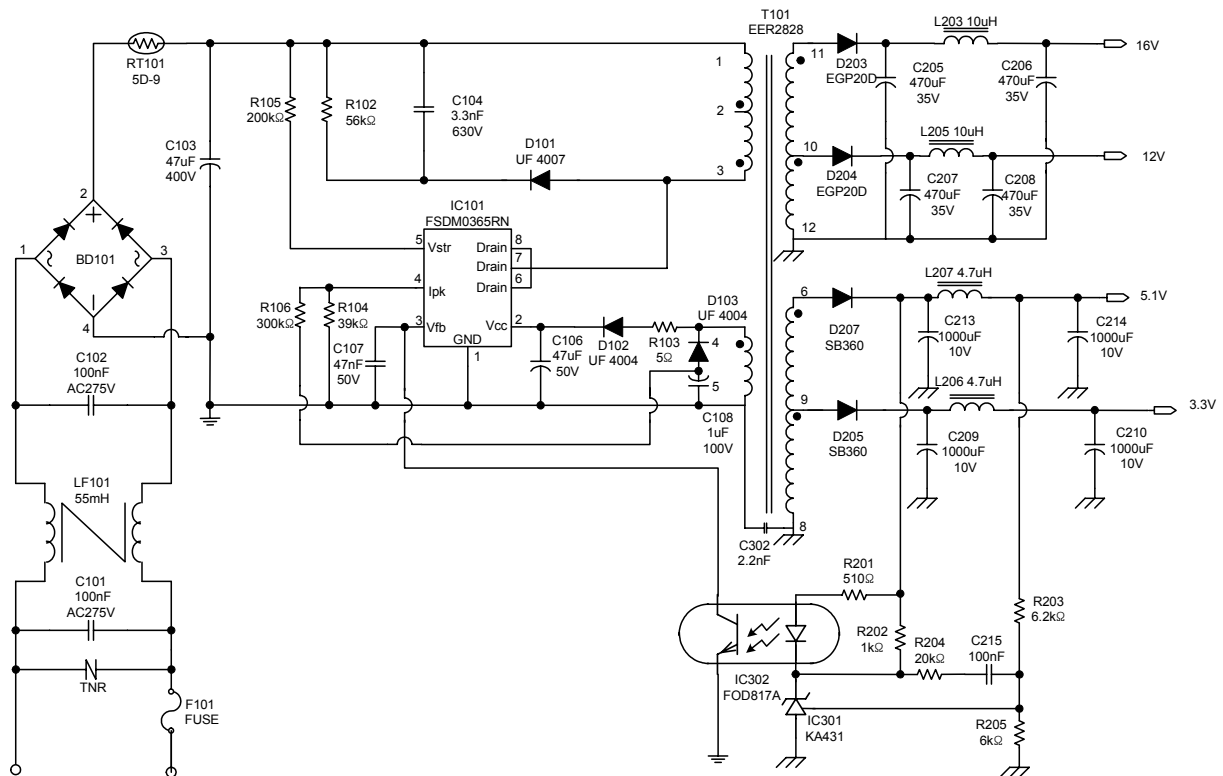 T101
EER2828
RT101
5D-9
C103
47uF
400V
R105
200kΩ
R102
56kΩ
C104
3.3nF
630V
D101
UF 4007
1
2
3
11
10
12
D203
EGP20D
C205
470uF
35V
L203 10uH
C206
470uF
35V
16V
D204
EGP20D
C207
470uF
35V
L205 10uH
C208
470uF
35V
12V
2
1
3
4
BD101
IC101
FSDM0365RN
5
Vstr
4
Ipk
3
Vfb
Drain
8
Drain
7
Drain
6
Vcc
2
GND
1
R106
300kΩ
R104
39kΩ
C107
47nF
50V
C106
47uF
50V
D102
UF 4004
R103
5Ω
D103
UF 4004
4
5
C108
1uF
100V
6
9
8
D207
SB360
C213
1000uF
10V
L207 4.7uH
C214
1000uF
10V
5.1V
D205
SB360
C209
1000uF
10V
L206 4.7uH
C210
1000uF
10V
3.3V
C102
100nF
AC275V
LF101
55mH
C101
100nF
AC275V
TNR
F101
FUSE
C302
2.2nF
R201
510Ω
R202
1kΩ
R204
20kΩ
C215
100nF
R203
6.2kΩ
IC302
FOD817A
IC301
KA431
R205
6kΩ